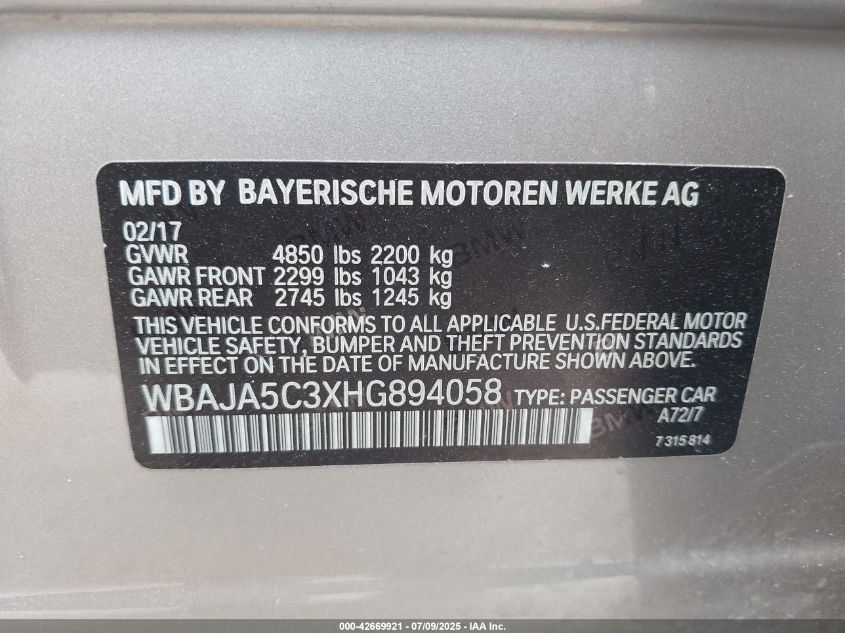 MFD BY BAYERISCHE MOTOREN WERKE AG
02/17
GVWR 4850 lbs 2200 kg
GAWR FRONT 2299 lbs 1043 kg
GAWR REAR 2745 lbs 1245 kg
THIS VEHICLE CONFORMS TO ALL APPLICABLE U.S.FEDERAL MOTOR
VEHICLE SAFETY, BUMPER AND THEFT PREVENTION STANDARDS
IN EFFECT ON THE DATE OF MANUFACTURE SHOWN ABOVE.
WBAJA5C3XHG894058 TYPE: PASSENGER CAR
A72/7
7315814
000-42669921 - 07/09/2025 - IAA Inc.